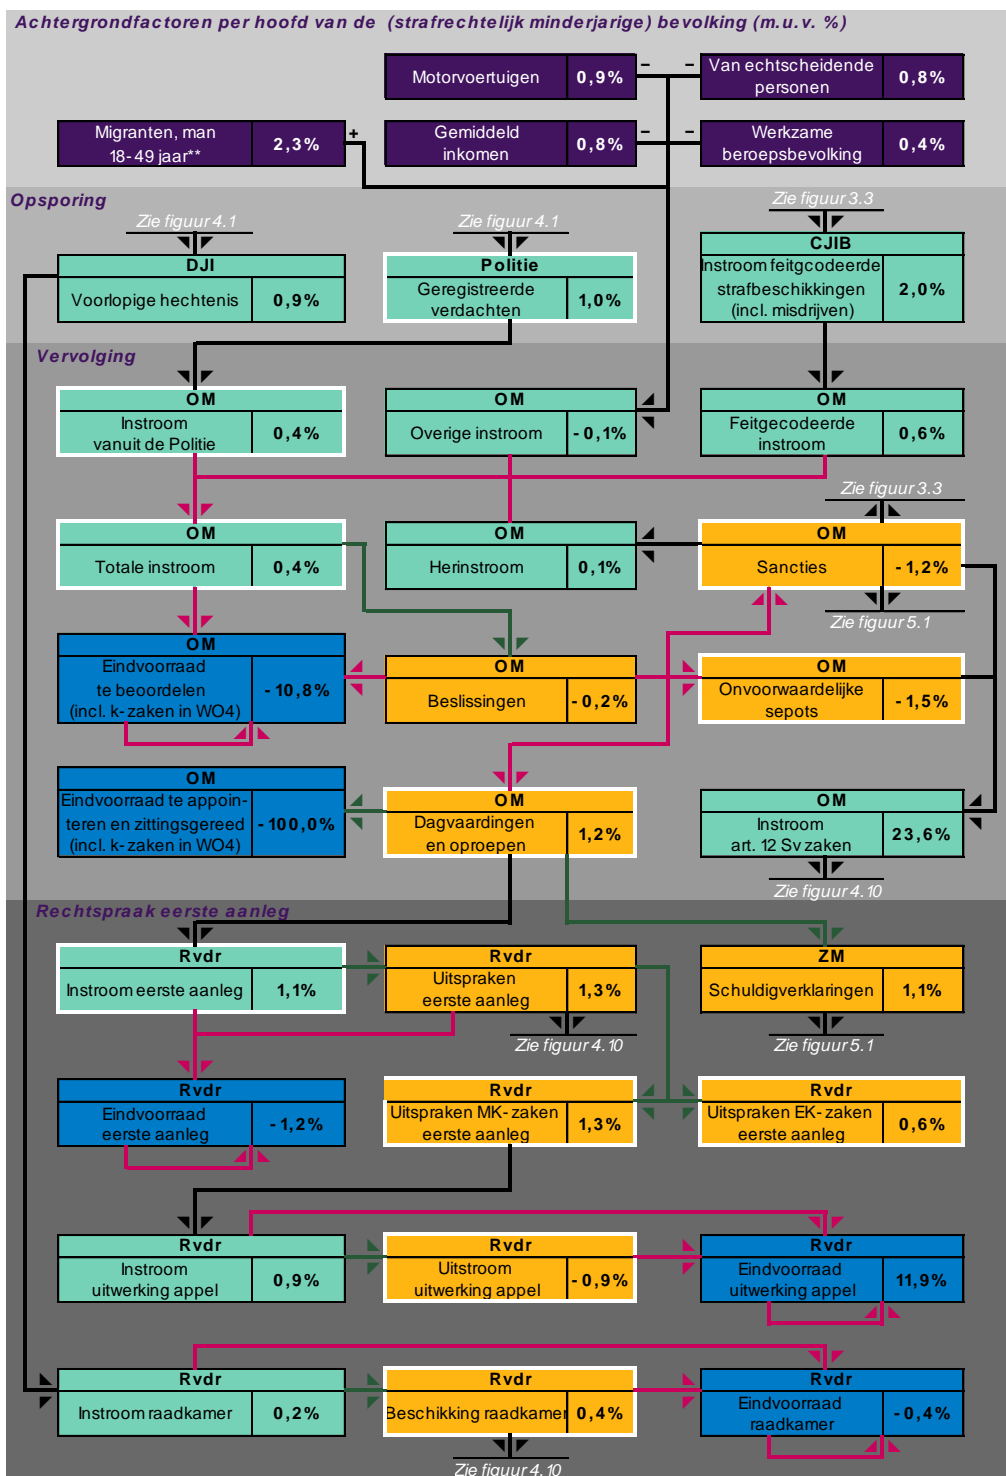 Achtergrondfactoren per hoofd van de (strafrechtelijk minderjarige) bevolking (m.u.v. %)
Motorvoertuigen 0,9%
– –
Van echtscheidende
personen 0,8%
Migranten, man
18-49 jaar** 2,3%
+
Gemiddeld
inkomen 0,8%
– –
Werkzame
beroepsbevolking 0,4%
Opsporing
Zie figuur 4.1
Zie figuur 4.1
Zie figuur 3.3
DJI
Voorlopige hechtenis 0,9%
Politie
Geregistreerde
verdachten 1,0%
CJIB
Instroom feitgcodeerde
strafbeschikkingen
(incl. misdrijven) 2,0%
Vervolging
OM
Instroom
vanuit de Politie 0,4%
OM
Overige instroom -0,1%
OM
Feitgecodeerde
instroom 0,6%
Zie figuur 3.3
OM
Totale instroom 0,4%
OM
Herinstroom 0,1%
OM
Sancties -1,2%
Zie figuur 5.1
OM
Eindvoorraad
te beoordelen
(incl. k-zaken in WO4) -10,8%
OM
Beslissingen -0,2%
OM
Onvoorwaardelijke
sepots -1,5%
OM
Eindvoorraad te appoin-
teren en zittingsgereed
(incl. k-zaken in WO4) -100,0%
OM
Dagvaardingen
en oproepen 1,2%
OM
Instroom
art. 12 Sv zaken 23,6%
Zie figuur 4.10
Rechtspraak eerste aanleg
Rvdr
Instroom eerste aanleg 1,1%
Rvdr
Uitspraken
eerste aanleg 1,3%
ZM
Schuldigverklaringen 1,1%
Zie figuur 4.10
Zie figuur 5.1
Rvdr
Eindvoorraad
eerste aanleg -1,2%
Rvdr
Uitspraken MK-zaken
eerste aanleg 1,3%
Rvdr
Uitspraken EK-zaken
eerste aanleg 0,6%
Rvdr
Instroom
uitwerking appel 0,9%
Rvdr
Uitstroom
uitwerking appel -0,9%
Rvdr
Eindvoorraad
uitwerking appel 11,9%
Rvdr
Instroom raadkamer 0,2%
Rvdr
Beschikking raadkamer 0,4%
Rvdr
Eindvoorraad
raadkamer -0,4%
Zie figuur 4.10